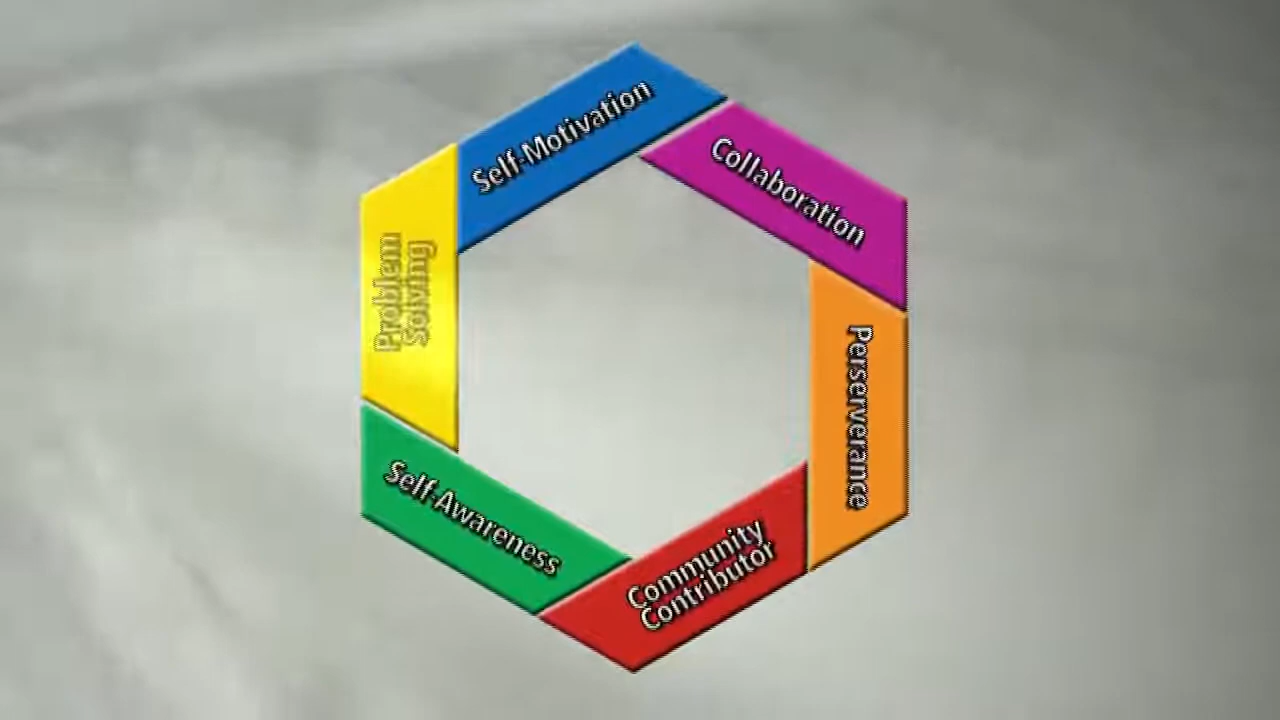 Self-Motivation
Collaboration
Perserverance
Community
Contributor
Self-Awareness
Problem
Solving